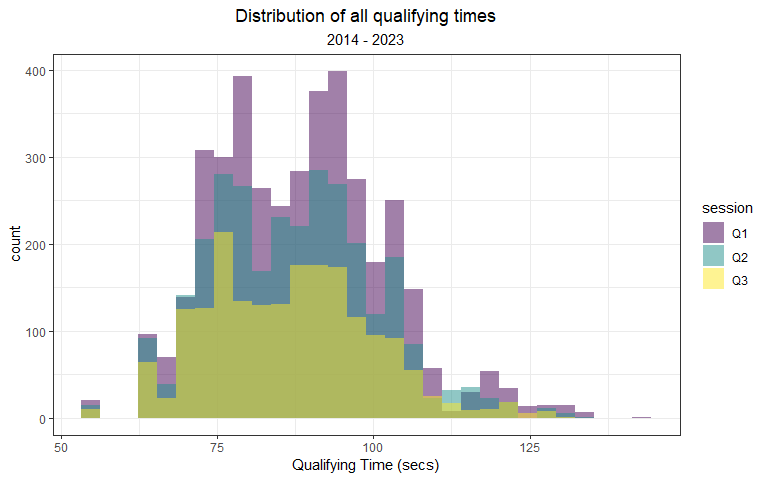 Distribution of all qualifying times
2014 - 2023
count
400
300
200
100
0
50
75
100
125
Qualifying Time (secs)
session
Q1
Q2
Q3